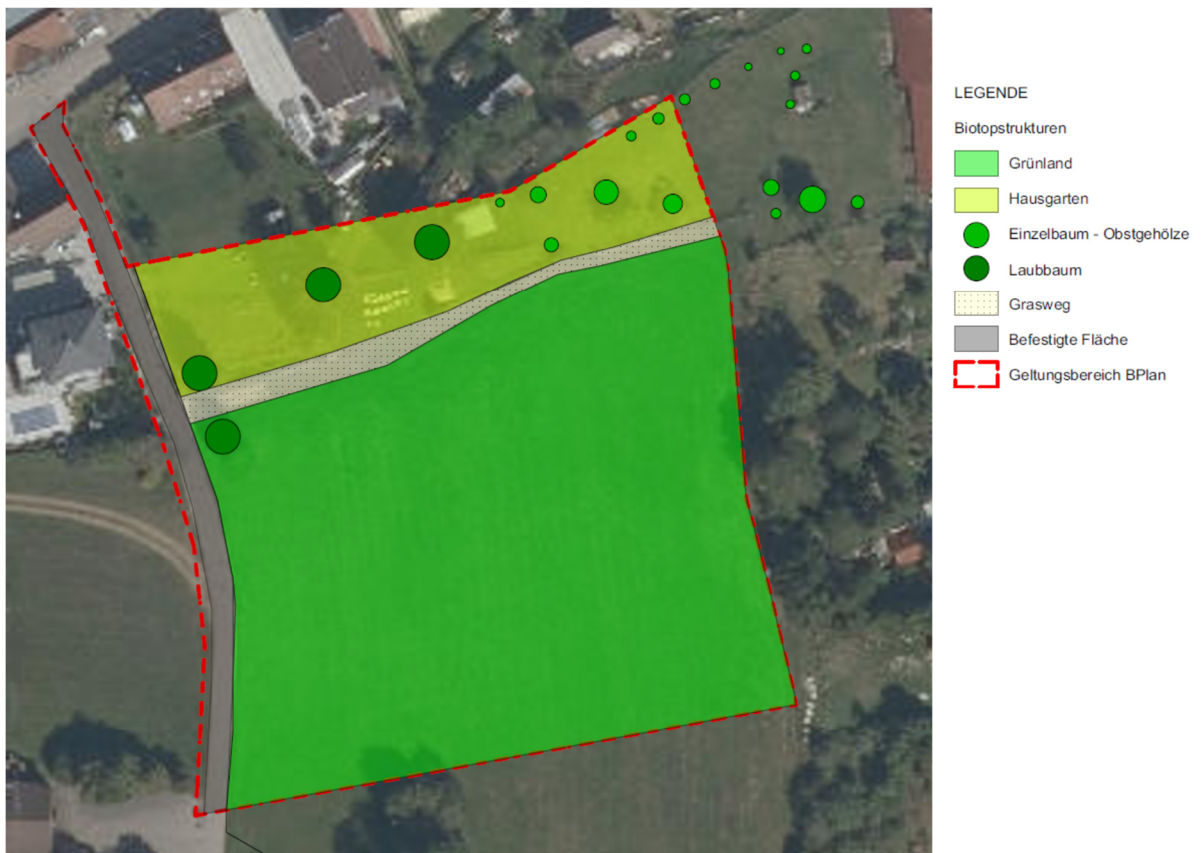 LEGENDE
Biotopstrukturen
Grünland
Hausgarten
Einzelbaum - Obstgehölze
Laubbaum
Grasweg
Befestigte Fläche
Geltungsbereich BPlan